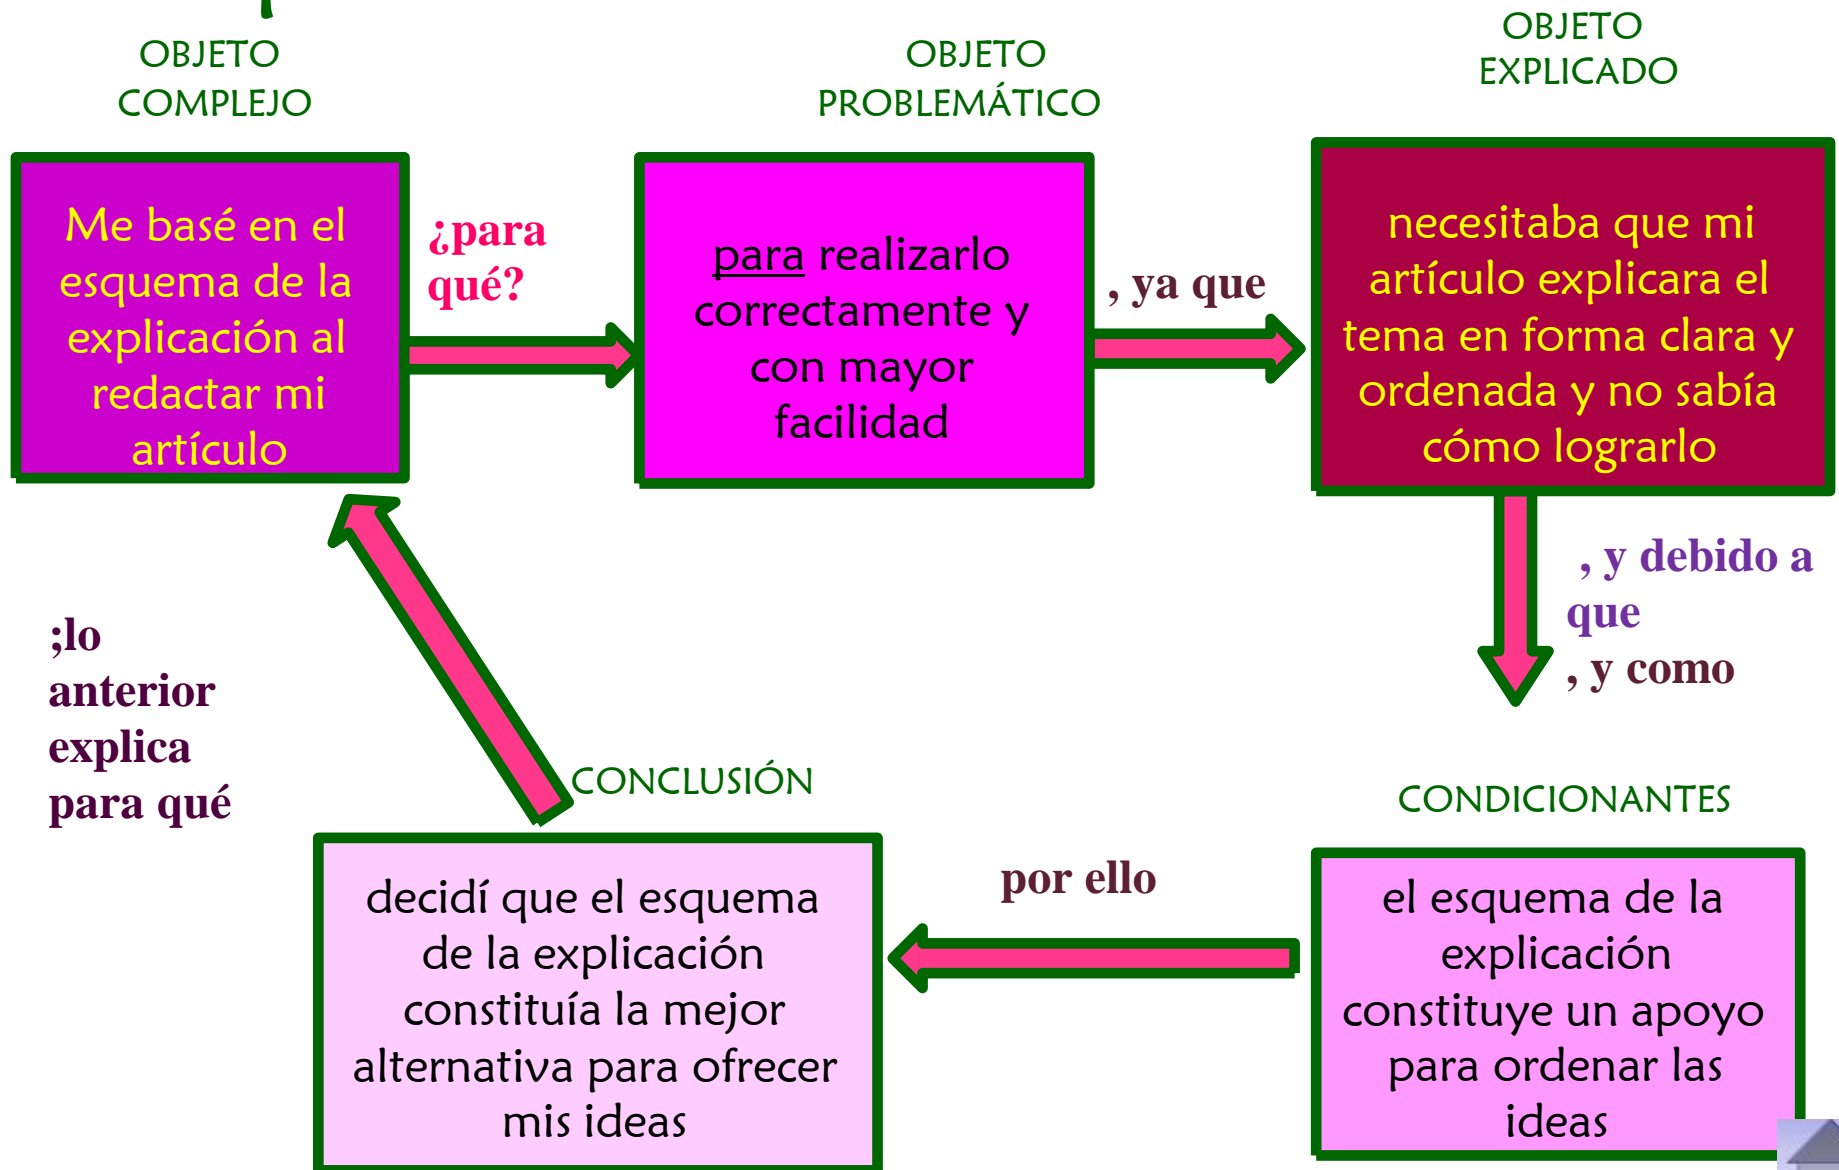 OBJETO
COMPLEJO
Me basé en el
esquema de la
explicación al
redactar mi
artículo
¿para
qué?
OBJETO
PROBLEMÁTICO
para realizarlo
correctamente y
con mayor
facilidad
, ya que
OBJETO
EXPLICADO
necesitaba que mi
artículo explicara el
tema en forma clara y
ordenada y no sabía
cómo lograrlo
, y debido a
que
, y como
CONDICIONANTES
el esquema de la
explicación
constituye un apoyo
para ordenar las
ideas
por ello
CONCLUSIÓN
decidí que el esquema
de la explicación
constituía la mejor
alternativa para ofrecer
mis ideas
;lo
anterior
explica
para qué